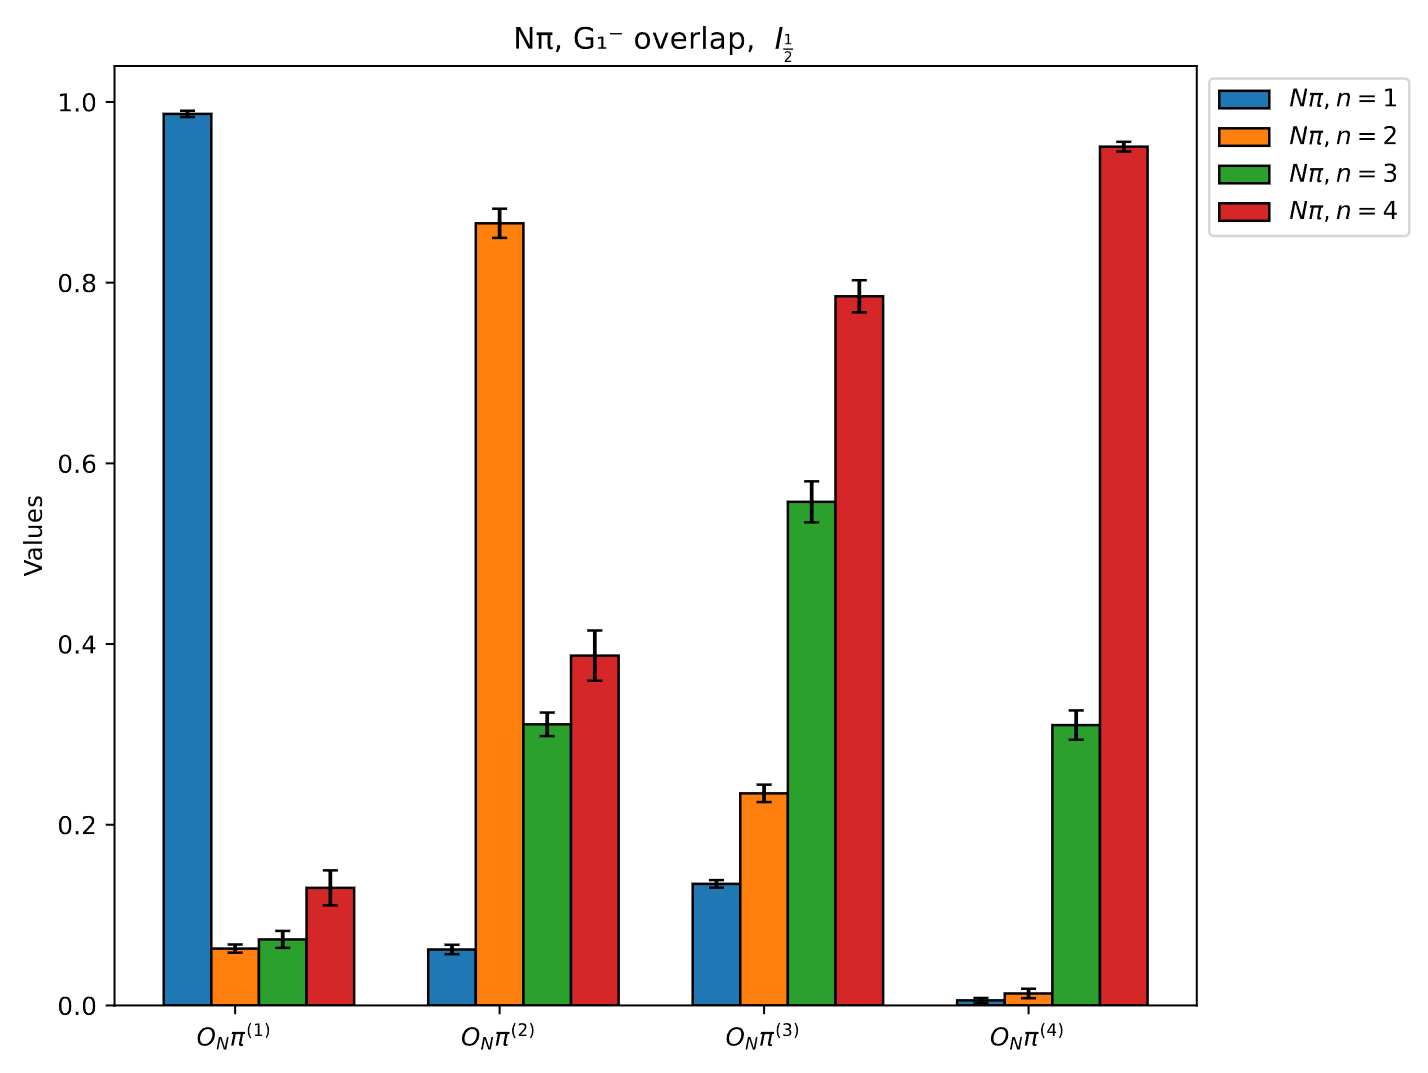 Nπ, G₁⁻ overlap, I½
1.0
0.8
0.6
0.4
0.2
0.0
Values
O_Nπ⁽¹⁾
O_Nπ⁽²⁾
O_Nπ⁽³⁾
O_Nπ⁽⁴⁾
Nπ, n = 1
Nπ, n = 2
Nπ, n = 3
Nπ, n = 4